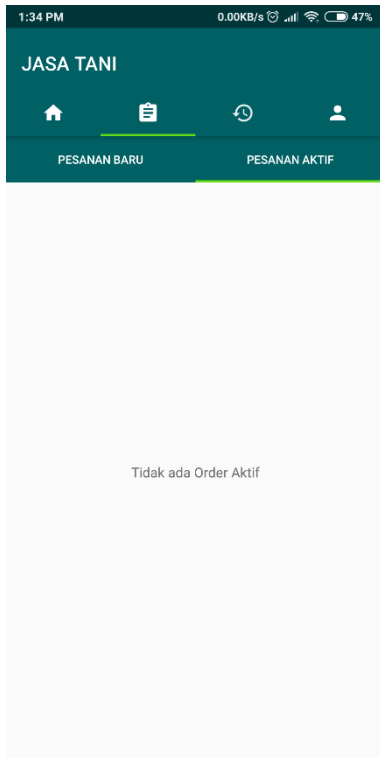 1:34 PM 0.00KB/s 47%
JASA TANI
PESANAN BARU PESANAN AKTIF
Tidak ada Order Aktif